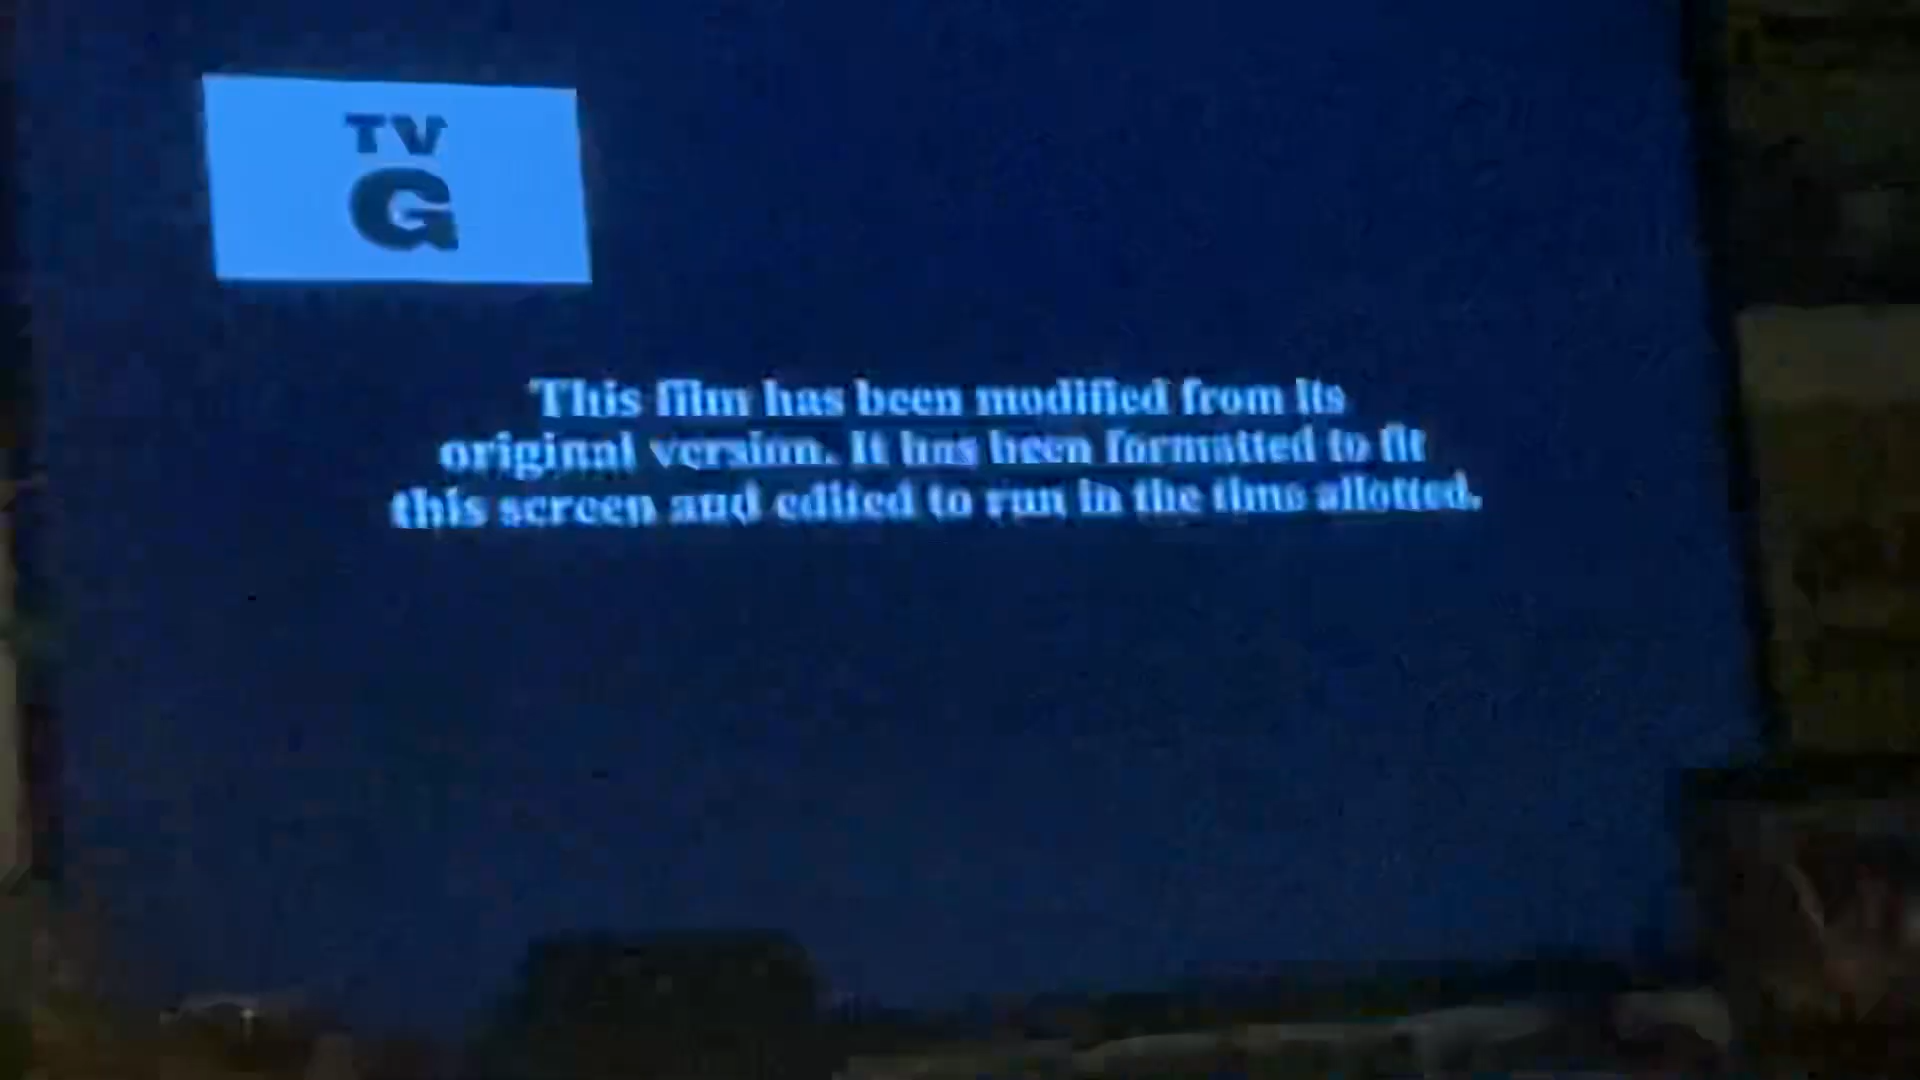 TV
G
This film has been modified from its
original version. It has been formatted to fit
this screen and edited to run in the time allotted.